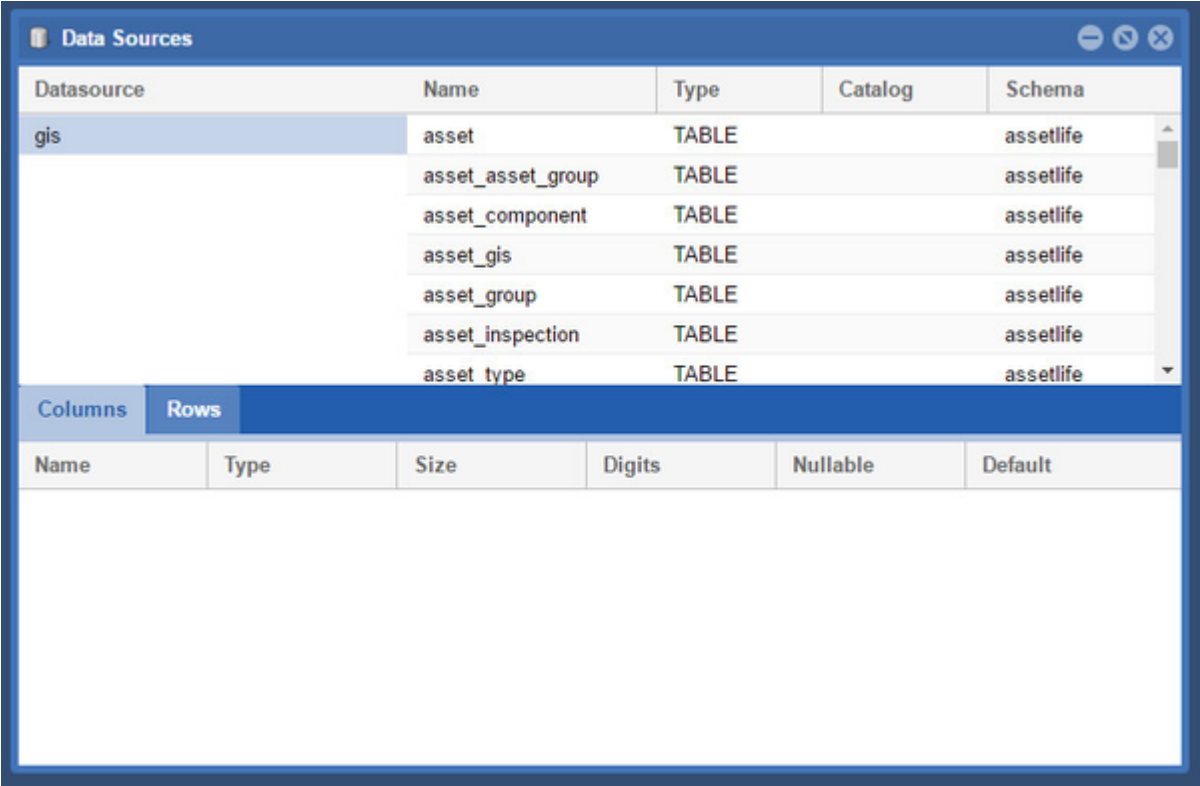 Data Sources
Datasource Name Type Catalog Schema
gis asset TABLE assetlife
asset_asset_group TABLE assetlife
asset_component TABLE assetlife
asset_gis TABLE assetlife
asset_group TABLE assetlife
asset_inspection TABLE assetlife
asset_type TABLE assetlife
Columns Rows
Name Type Size Digits Nullable Default